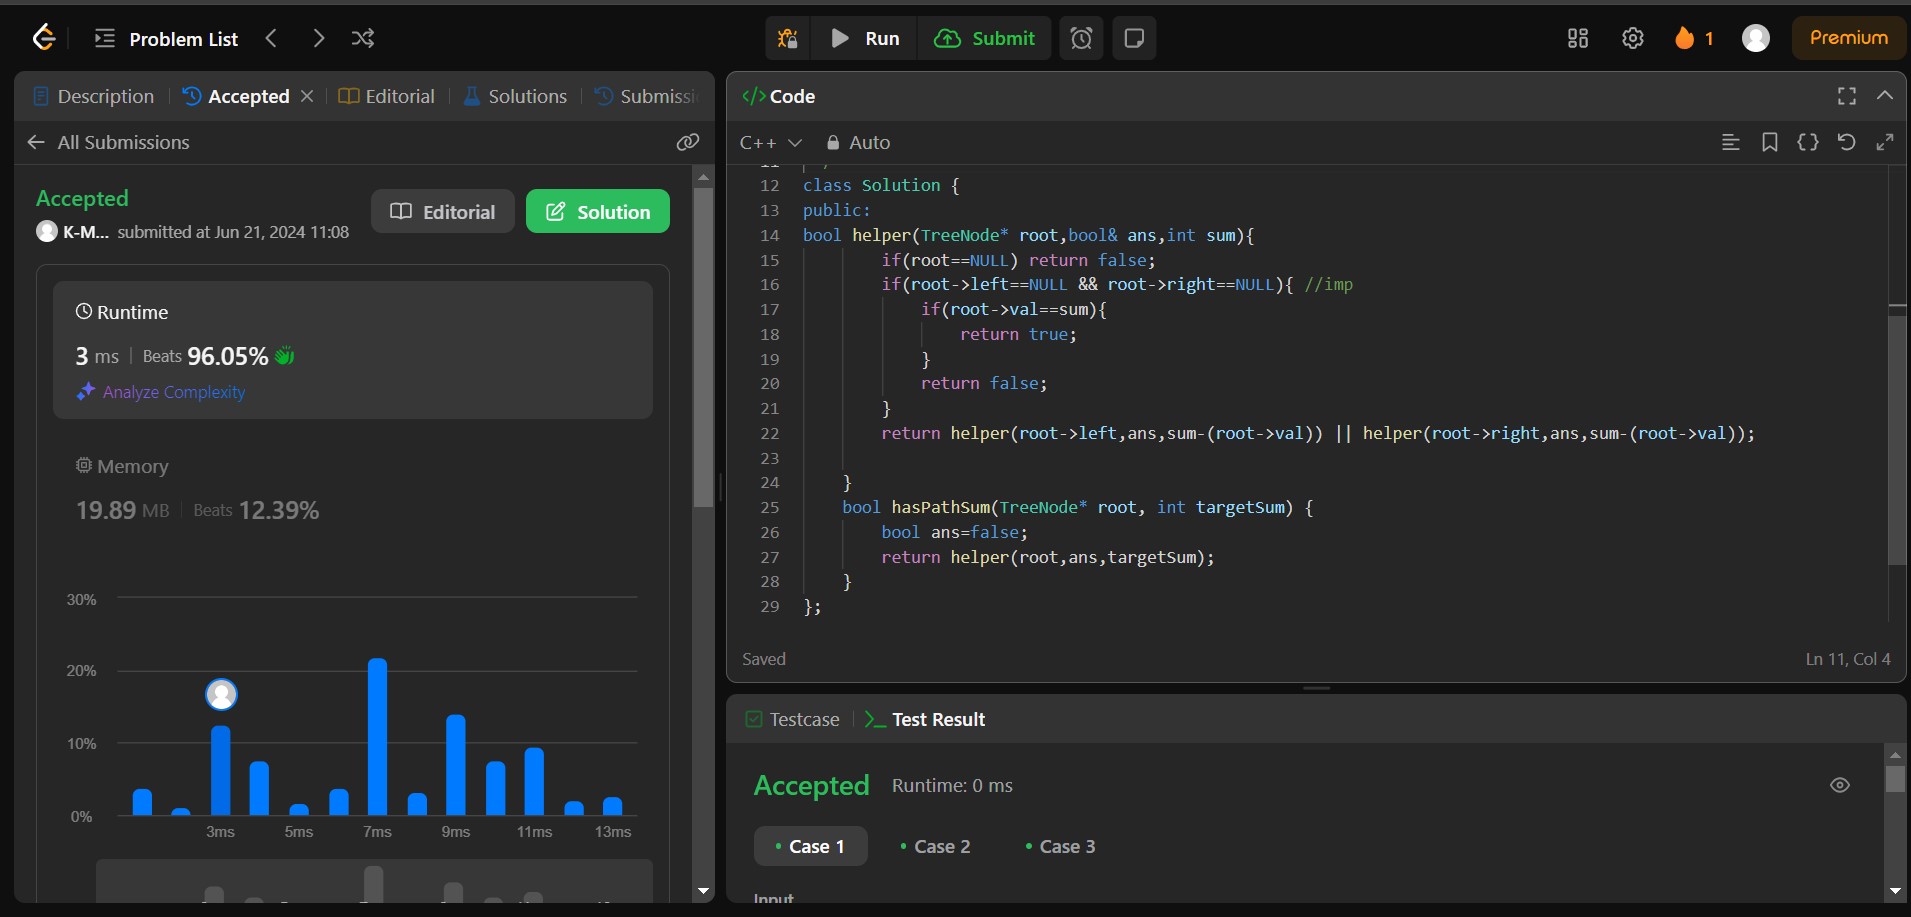 Problem List
Run
Submit
1
Premium
Description
Accepted
Editorial
Solutions
Submissi
All Submissions
Accepted
K-M... submitted at Jun 21, 2024 11:08
Editorial
Solution
Runtime
3 ms | Beats 96.05%
Analyze Complexity
Memory
19.89 MB | Beats 12.39%
30%
20%
10%
0%
3ms 5ms 7ms 9ms 11ms 13ms
</> Code
C++ Auto
11
12 class Solution {
13 public:
14 bool helper(TreeNode* root,bool& ans,int sum){
15 if(root==NULL) return false;
16 if(root->left==NULL && root->right==NULL){ //imp
17 if(root->val==sum){
18 return true;
19 }
20 return false;
21 }
22 return helper(root->left,ans,sum-(root->val)) || helper(root->right,ans,sum-(root->val));
23
24 }
25 bool hasPathSum(TreeNode* root, int targetSum) {
26 bool ans=false;
27 return helper(root,ans,targetSum);
28 }
29 };
Saved
Ln 11, Col 4
Testcase
Test Result
Accepted Runtime: 0 ms
Case 1 Case 2 Case 3
Input